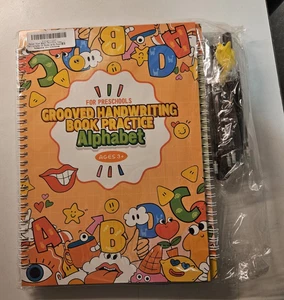 FOR PRESCHOOLS
GROOVED HANDWRITING
BOOK PRACTICE
Alphabet
AGES 3+